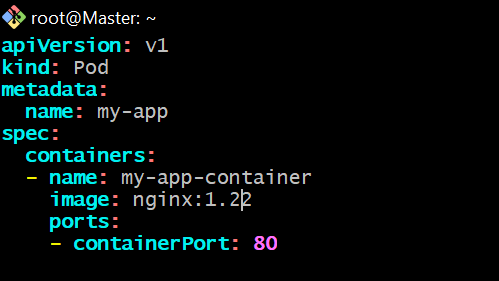 root@Master: ~
apiVersion: v1
kind: Pod
metadata:
  name: my-app
spec:
  containers:
  - name: my-app-container
    image: nginx:1.22
    ports:
    - containerPort: 80